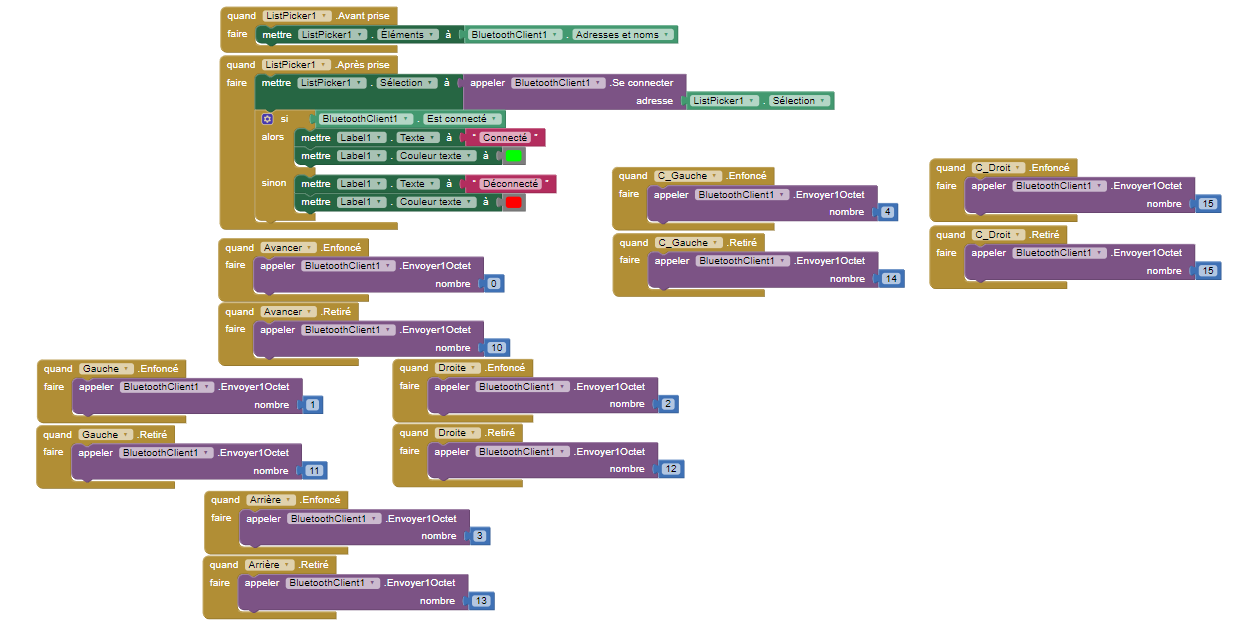 quand ListPicker1 .Avant prise
faire mettre ListPicker1 . Éléments à BluetoothClient1 . Adresses et noms
quand ListPicker1 .Après prise
faire mettre ListPicker1 . Sélection à appeler BluetoothClient1 .Se connecter
adresse ListPicker1 . Sélection
si BluetoothClient1 . Est connecté
alors mettre Label1 . Texte à " Connecté "
mettre Label1 . Couleur texte à
sinon mettre Label1 . Texte à " Déconnecté "
mettre Label1 . Couleur texte à
quand C_Gauche .Enfoncé
faire appeler BluetoothClient1 .Envoyer1Octet
nombre 4
quand C_Gauche .Retiré
faire appeler BluetoothClient1 .Envoyer1Octet
nombre 14
quand C_Droit .Enfoncé
faire appeler BluetoothClient1 .Envoyer1Octet
nombre 15
quand C_Droit .Retiré
faire appeler BluetoothClient1 .Envoyer1Octet
nombre 15
quand Avancer .Enfoncé
faire appeler BluetoothClient1 .Envoyer1Octet
nombre 0
quand Avancer .Retiré
faire appeler BluetoothClient1 .Envoyer1Octet
nombre 10
quand Gauche .Enfoncé
faire appeler BluetoothClient1 .Envoyer1Octet
nombre 1
quand Gauche .Retiré
faire appeler BluetoothClient1 .Envoyer1Octet
nombre 11
quand Droite .Enfoncé
faire appeler BluetoothClient1 .Envoyer1Octet
nombre 2
quand Droite .Retiré
faire appeler BluetoothClient1 .Envoyer1Octet
nombre 12
quand Arrière .Enfoncé
faire appeler BluetoothClient1 .Envoyer1Octet
nombre 3
quand Arrière .Retiré
faire appeler BluetoothClient1 .Envoyer1Octet
nombre 13